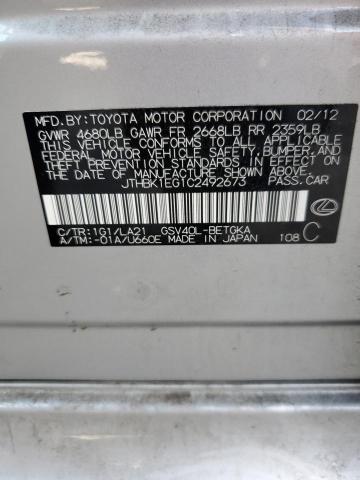 MFD.BY:TOYOTA MOTOR CORPORATION 02/12
GVWR 4680LB GAWR FR 2668LB RR 2359LB
THIS VEHICLE CONFORMS TO ALL APPLICABLE
FEDERAL MOTOR VEHICLE SAFETY, BUMPER, AND
THEFT PREVENTION STANDARDS IN EFFECT ON
THE DATE OF MANUFACTURE SHOWN ABOVE.
JTHBK1EG1C2492673 PASS.CAR
C/TR:1G1/LA21 GSV40L-BETGKA
A/TM:-01A/U660E MADE IN JAPAN 108 C